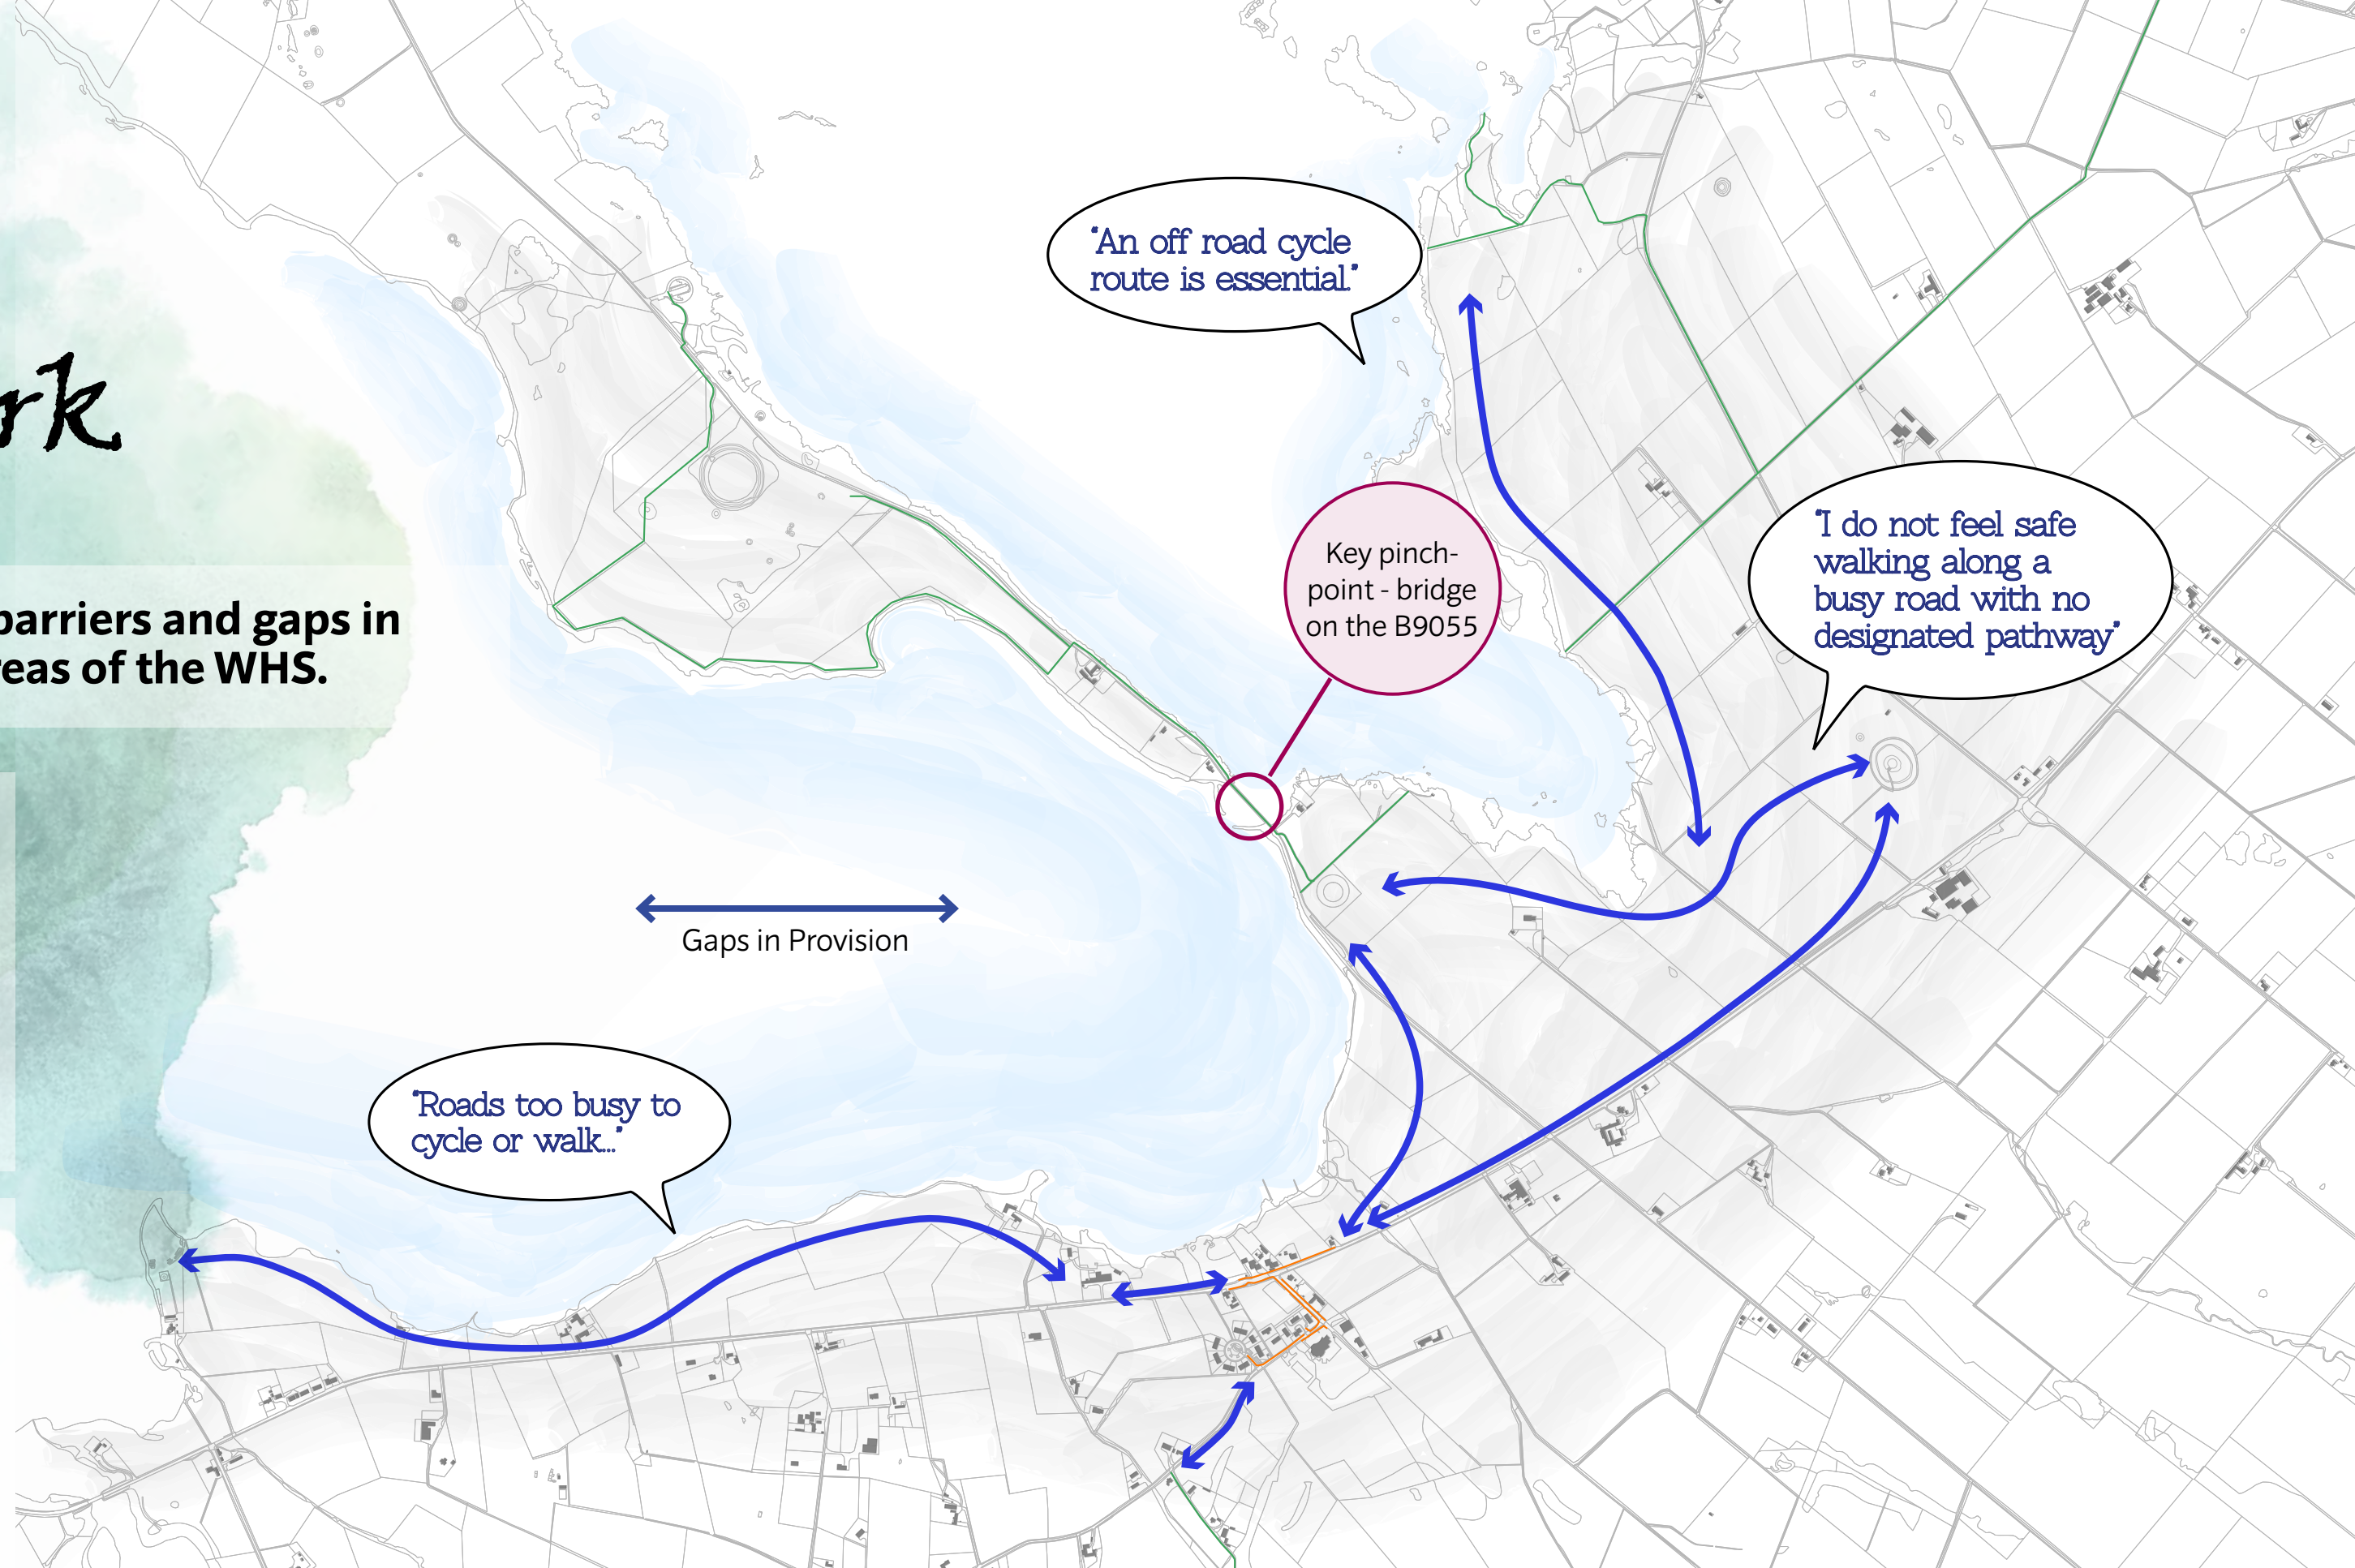 rk
barriers and gaps in
reas of the WHS.
"An off road cycle
route is essential."
Key pinch-
point - bridge
on the B9055
"I do not feel safe
walking along a
busy road with no
designated pathway"
Gaps in Provision
"Roads too busy to
cycle or walk..."